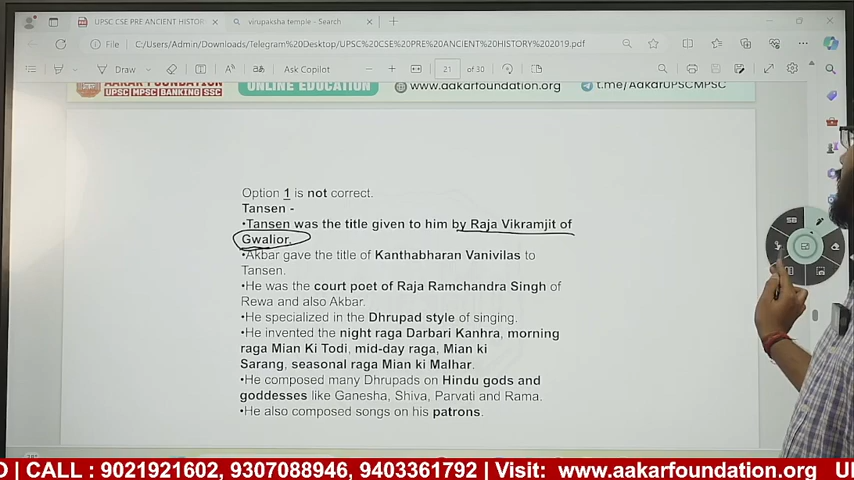 UPSC CSE PRE ANCIENT HISTORY
virupaksha temple - Search
File
C:/Users/Admin/Downloads/Telegram%20Desktop/UPSC%20CSE%20PRE%20ANCIENT%20HISTORY%202019.pdf
Draw
Ask Copilot
21 of 30
AAKAR FOUNDATION
UPSC MPSC BANKING SSC
ONLINE EDUCATION
www.aakarfoundation.org
t.me/AakarUPSCMPSC
Option 1 is not correct.
Tansen -
•Tansen was the title given to him by Raja Vikramjit of
Gwalior.
•Akbar gave the title of Kanthabharan Vanivilas to
Tansen.
•He was the court poet of Raja Ramchandra Singh of
Rewa and also Akbar.
•He specialized in the Dhrupad style of singing.
•He invented the night raga Darbari Kanhra, morning
raga Mian Ki Todi, mid-day raga, Mian ki
Sarang, seasonal raga Mian ki Malhar.
•He composed many Dhrupads on Hindu gods and
goddesses like Ganesha, Shiva, Parvati and Rama.
•He also composed songs on his patrons.
| CALL : 9021921602, 9307088946, 9403361792 | Visit: www.aakarfoundation.org